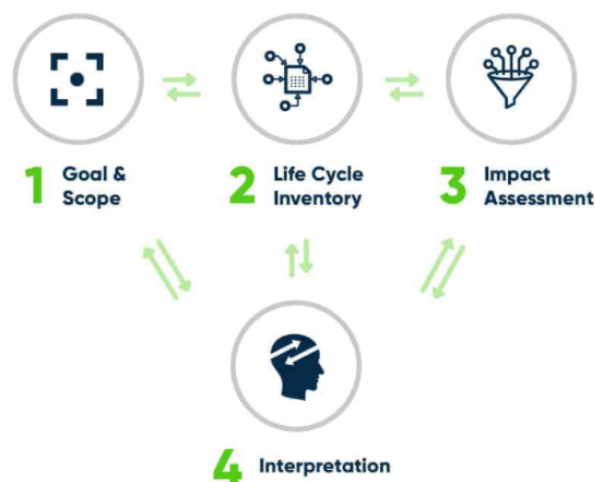 1 Goal &
Scope
2 Life Cycle
Inventory
3 Impact
Assessment
4 Interpretation